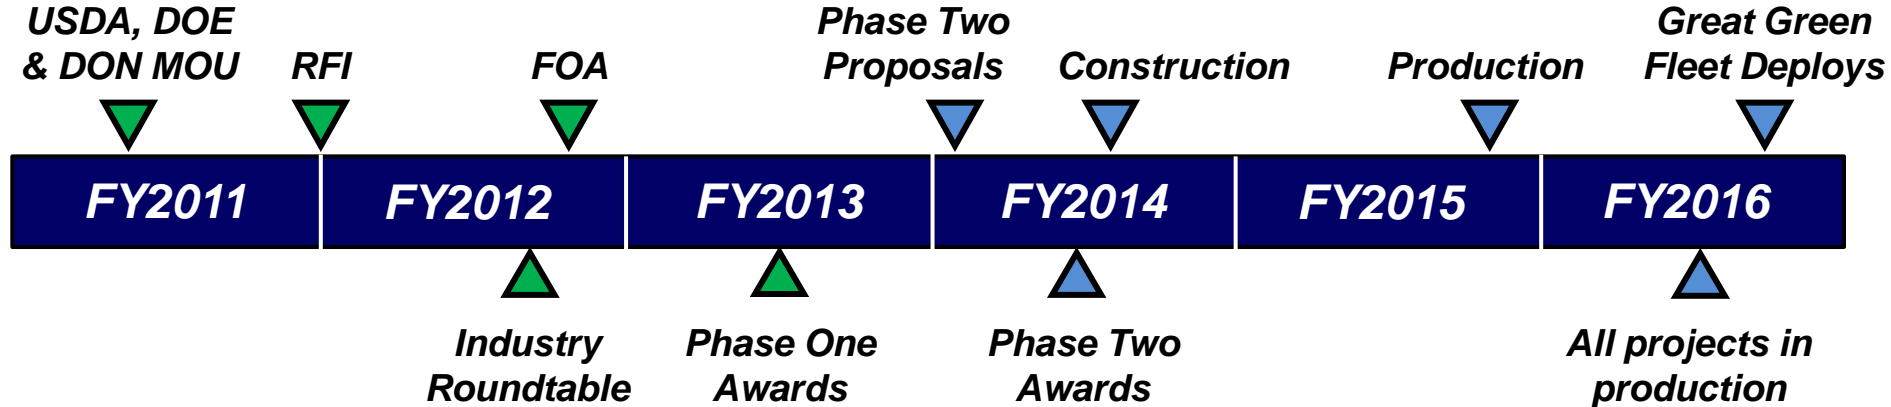 USDA, DOE
& DON MOU
RFI
FOA
Phase Two
Proposals
Construction
Production
Great Green
Fleet Deploys
FY2011
FY2012
FY2013
FY2014
FY2015
FY2016
Industry
Roundtable
Phase One
Awards
Phase Two
Awards
All projects in
production